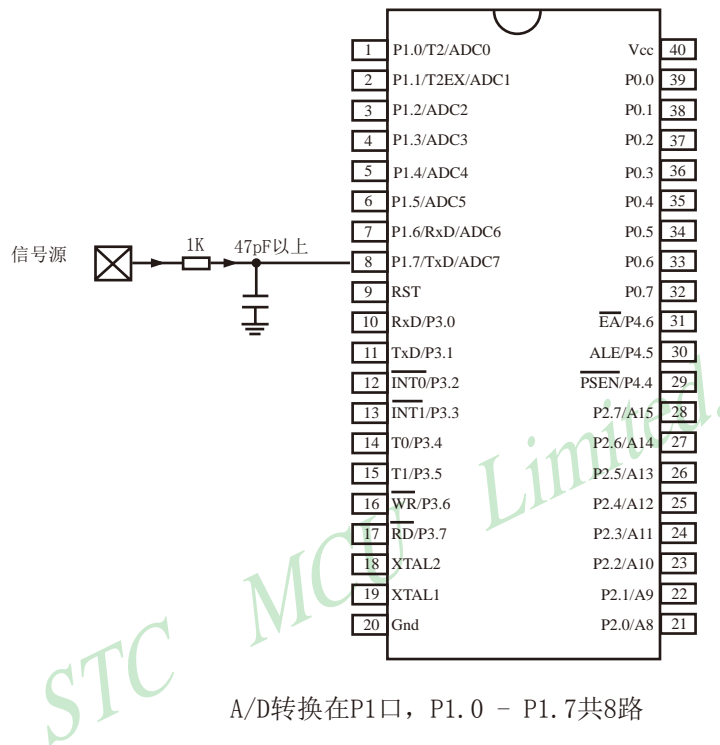 1 P1.0/T2/ADC0 Vcc 40
2 P1.1/T2EX/ADC1 P0.0 39
3 P1.2/ADC2 P0.1 38
4 P1.3/ADC3 P0.2 37
5 P1.4/ADC4 P0.3 36
6 P1.5/ADC5 P0.4 35
7 P1.6/RxD/ADC6 P0.5 34
信号源 1K 47pF以上
8 P1.7/TxD/ADC7 P0.6 33
9 RST P0.7 32
10 RxD/P3.0 EA/P4.6 31
11 TxD/P3.1 ALE/P4.5 30
12 INT0/P3.2 PSEN/P4.4 29
13 INT1/P3.3 P2.7/A15 28
14 T0/P3.4 P2.6/A14 27
15 T1/P3.5 P2.5/A13 26
16 WR/P3.6 P2.4/A12 25
17 RD/P3.7 P2.3/A11 24
18 XTAL2 P2.2/A10 23
19 XTAL1 P2.1/A9 22
20 Gnd P2.0/A8 21
STC MCU Limited.
A/D转换在P1口，P1.0 - P1.7共8路